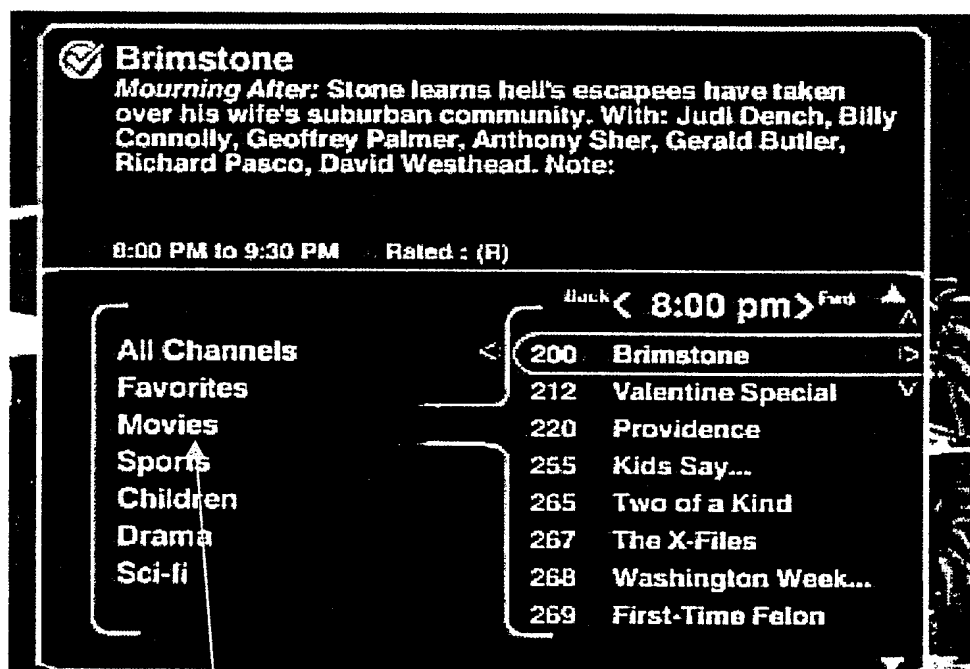 Brimstone
Mourning After: Stone learns hell's escapees have taken
over his wife's suburban community. With: Judi Dench, Billy
Connolly, Geoffrey Palmer, Anthony Sher, Gerald Butler,
Richard Pasco, David Westhead. Note:
8:00 PM to 9:30 PM Rated : (R)
Back < 8:00 pm > Fwd
All Channels < 200 Brimstone
Favorites 212 Valentine Special
Movies 220 Providence
Sports 255 Kids Say...
Children 265 Two of a Kind
Drama 267 The X-Files
Sci-fi 268 Washington Week...
269 First-Time Felon